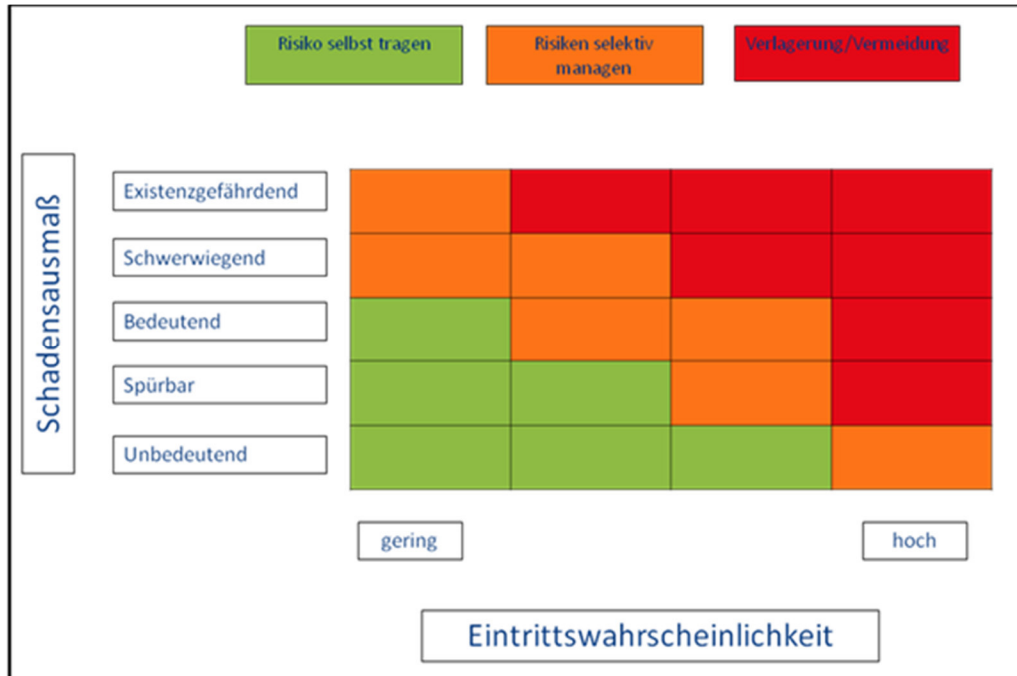 Risiko selbst tragen
Risiken selektiv
managen
Verlagerung/Vermeidung
Schadensausmaß
Existenzgefährdend
Schwerwiegend
Bedeutend
Spürbar
Unbedeutend
gering
hoch
Eintrittswahrscheinlichkeit